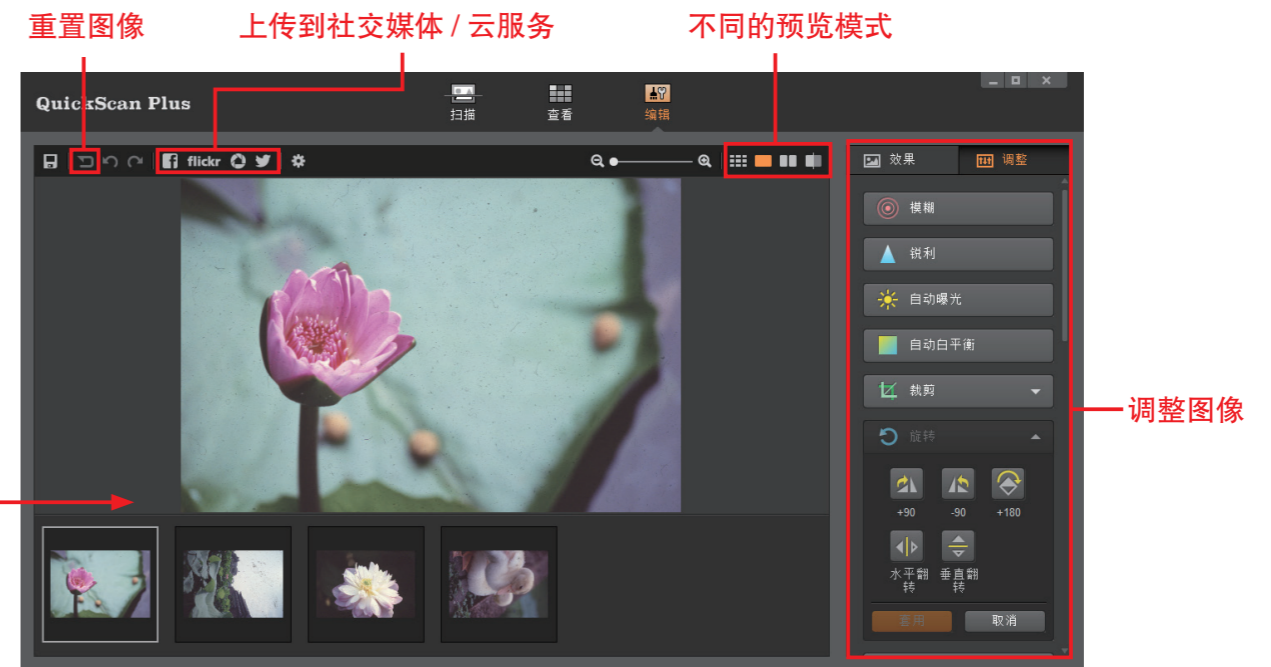 重置图像
上传到社交媒体 / 云服务
不同的预览模式
QuickScan Plus
扫描
查看
编辑
flickr
效果
调整
模糊
锐利
自动曝光
自动白平衡
裁剪
旋转
+90
-90
+180
水平翻
转
垂直翻
转
套用
取消
调整图像